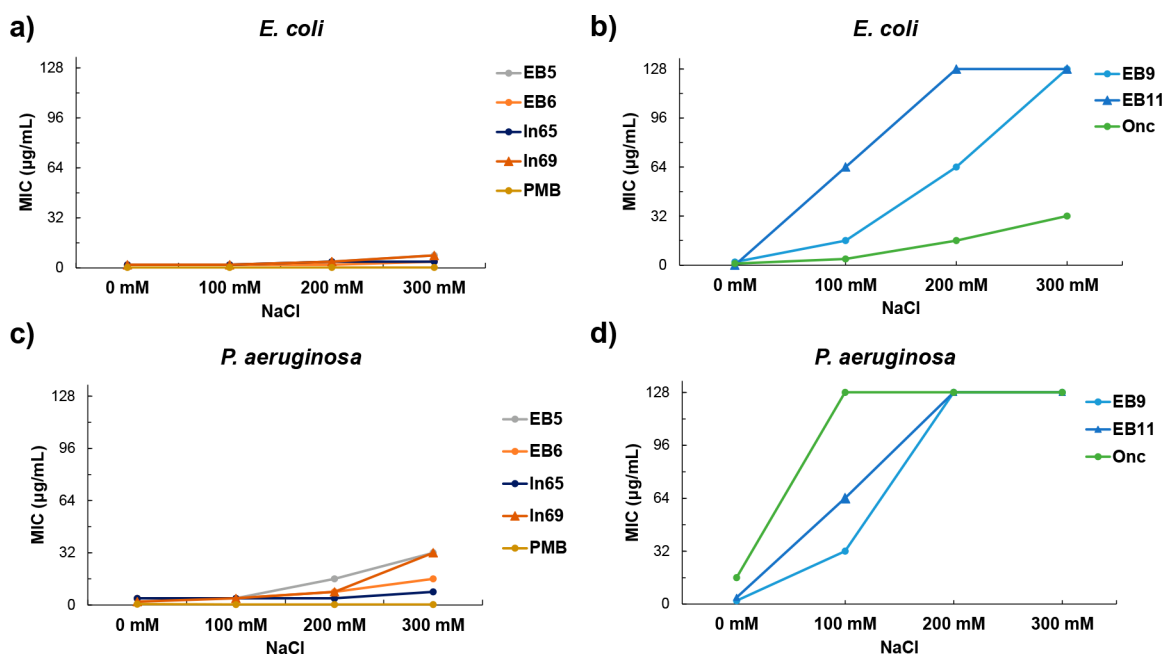 a)
E. coli
MIC (µg/mL)
128
96
64
32
0
0 mM
100 mM
200 mM
300 mM
NaCl
EB5
EB6
In65
In69
PMB
b)
E. coli
MIC (µg/mL)
128
96
64
32
0
0 mM
100 mM
200 mM
300 mM
NaCl
EB9
EB11
Onc
c)
P. aeruginosa
MIC (µg/mL)
128
96
64
32
0
0 mM
100 mM
200 mM
300 mM
NaCl
EB5
EB6
In65
In69
PMB
d)
P. aeruginosa
MIC (µg/mL)
128
96
64
32
0
0 mM
100 mM
200 mM
300 mM
NaCl
EB9
EB11
Onc